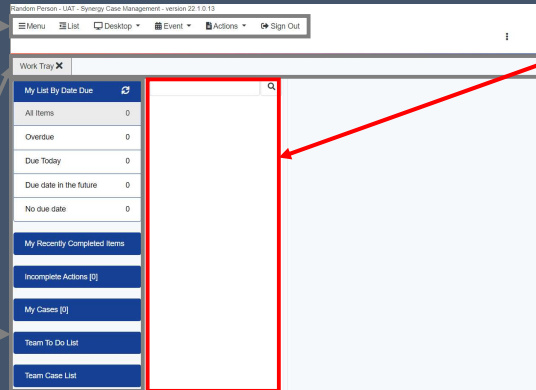 Random Person - UAT - Synergy Case Management - version 22.1.0.13
Menu List Desktop Event Actions Sign Out
Work Tray
My List By Date Due
All Items 0
Overdue 0
Due Today 0
Due date in the future 0
No due date 0
My Recently Completed Items
Incomplete Actions [0]
My Cases [0]
Team To Do List
Team Case List